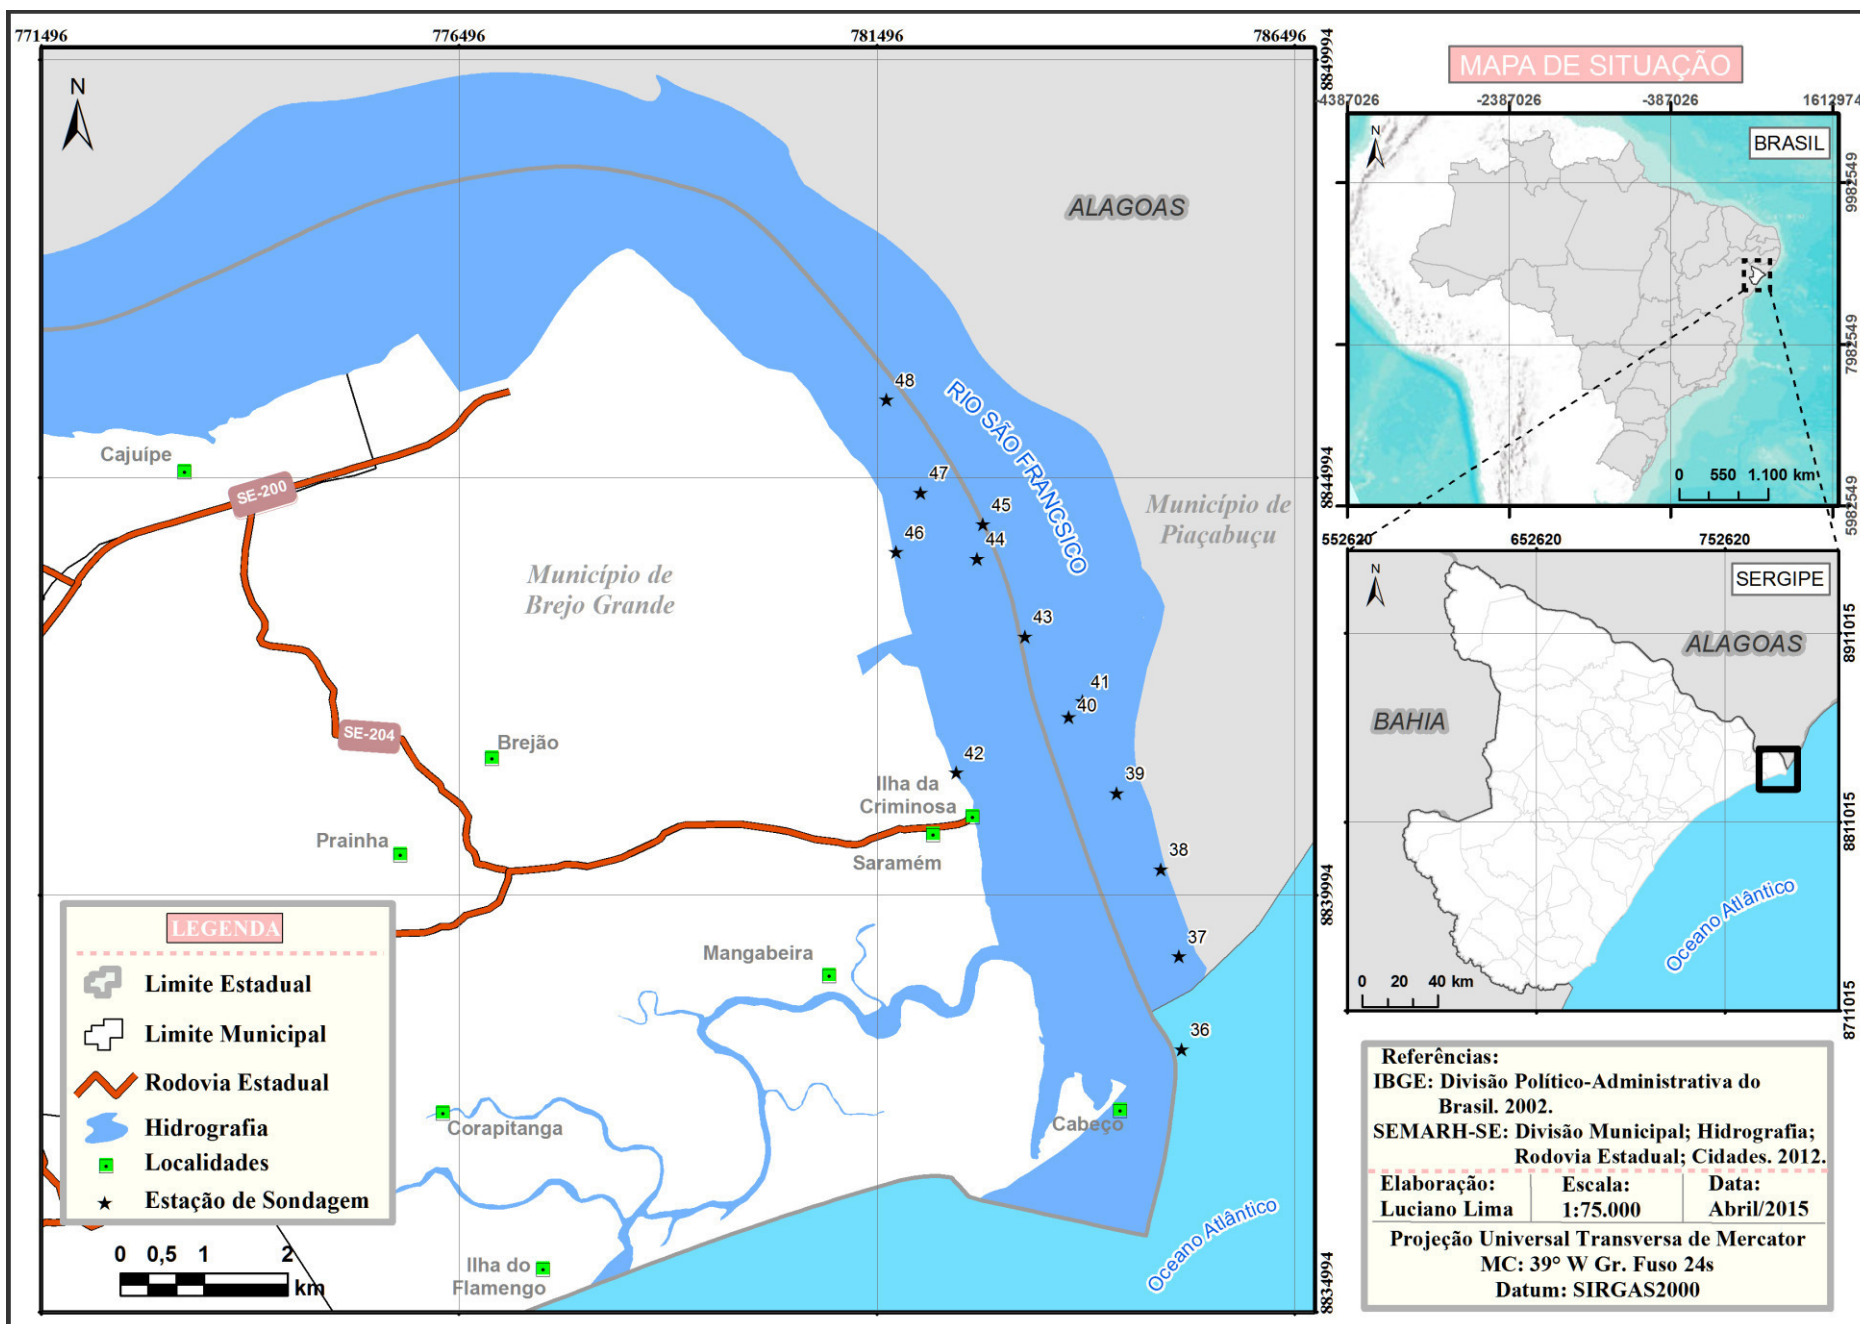 771496
776496
781496
786496
8849994
8844994
8839994
8834994
N
ALAGOAS
RIO SÃO FRANCSICO
Município de
Piaçabuçu
Município de
Brejo Grande
48
47
45
46
44
43
41
40
42
39
38
37
36
Cajuípe
SE-200
SE-204
Brejão
Prainha
Ilha da
Criminosa
Saramém
Mangabeira
Corapitanga
Cabeço
Ilha do
Flamengo
Oceano Atlântico
LEGENDA
Limite Estadual
Limite Municipal
Rodovia Estadual
Hidrografia
Localidades
Estação de Sondagem
0 0,5 1 2
km
MAPA DE SITUAÇÃO
-4387026
-2387026
-387026
1612974
9982549
7982549
5982549
N
BRASIL
0 550 1.100 km
552620
652620
752620
8911015
8811015
8711015
N
SERGIPE
ALAGOAS
BAHIA
Oceano Atlântico
0 20 40 km
Referências:
IBGE: Divisão Político-Administrativa do
Brasil. 2002.
SEMARH-SE: Divisão Municipal; Hidrografia;
Rodovia Estadual; Cidades. 2012.
Elaboração:
Luciano Lima
Escala:
1:75.000
Data:
Abril/2015
Projeção Universal Transversa de Mercator
MC: 39° W Gr. Fuso 24s
Datum: SIRGAS2000